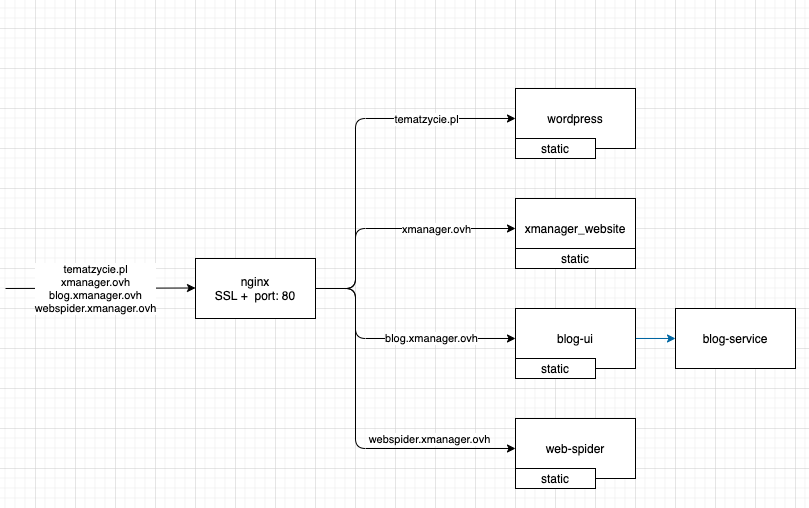 tematzycie.pl
wordpress
static
xmanager.ovh
xmanager_website
static
tematzycie.pl
xmanager.ovh
blog.xmanager.ovh
webspider.xmanager.ovh
nginx
SSL + port: 80
blog.xmanager.ovh
blog-ui
blog-service
static
webspider.xmanager.ovh
web-spider
static